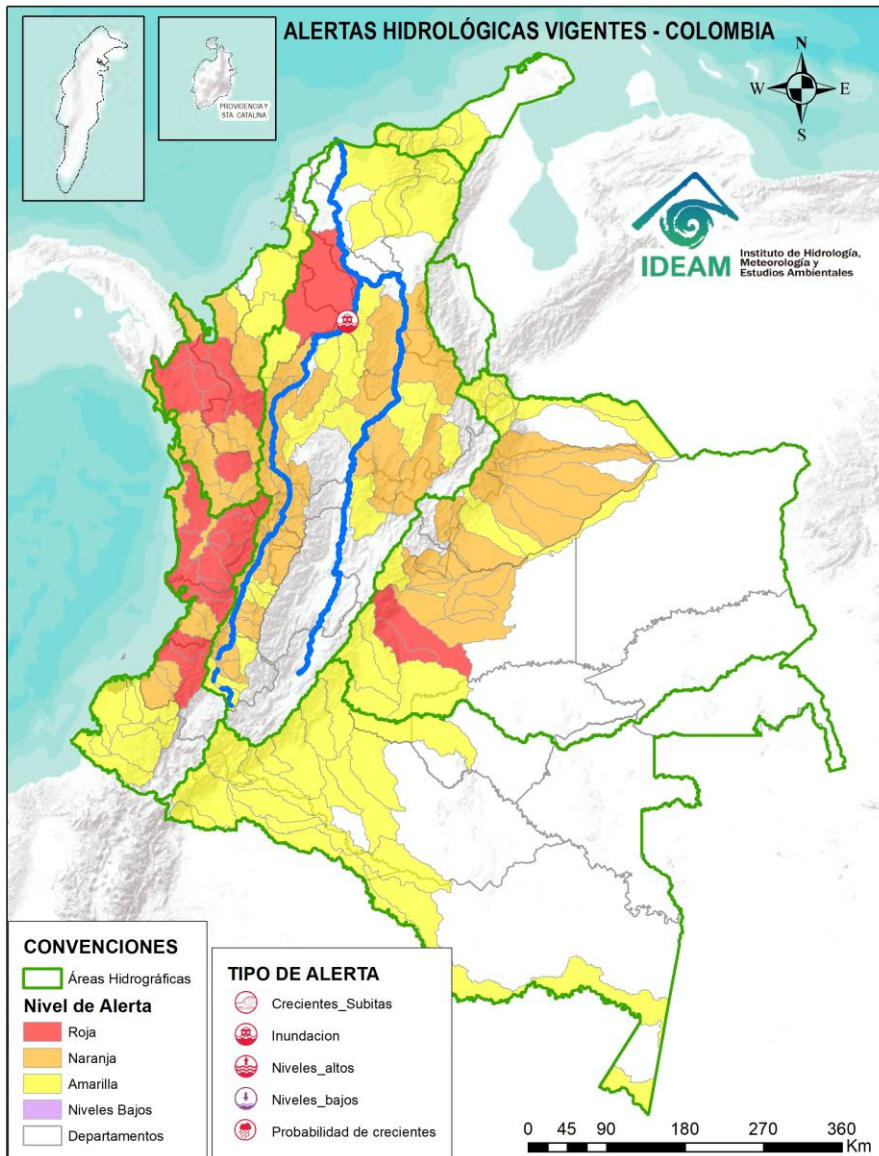 ALERTAS HIDROLÓGICAS VIGENTES - COLOMBIA
PROVIDENCIA Y
STA. CATALINA
N
W
E
S
IDEAM
Instituto de Hidrología,
Meteorología y
Estudios Ambientales
CONVENCIONES
Áreas Hidrográficas
Nivel de Alerta
Roja
Naranja
Amarilla
Niveles Bajos
Departamentos
TIPO DE ALERTA
Crecientes_Subitas
Inundacion
Niveles_altos
Niveles_bajos
Probabilidad de crecientes
0 45 90 180 270 360
Km